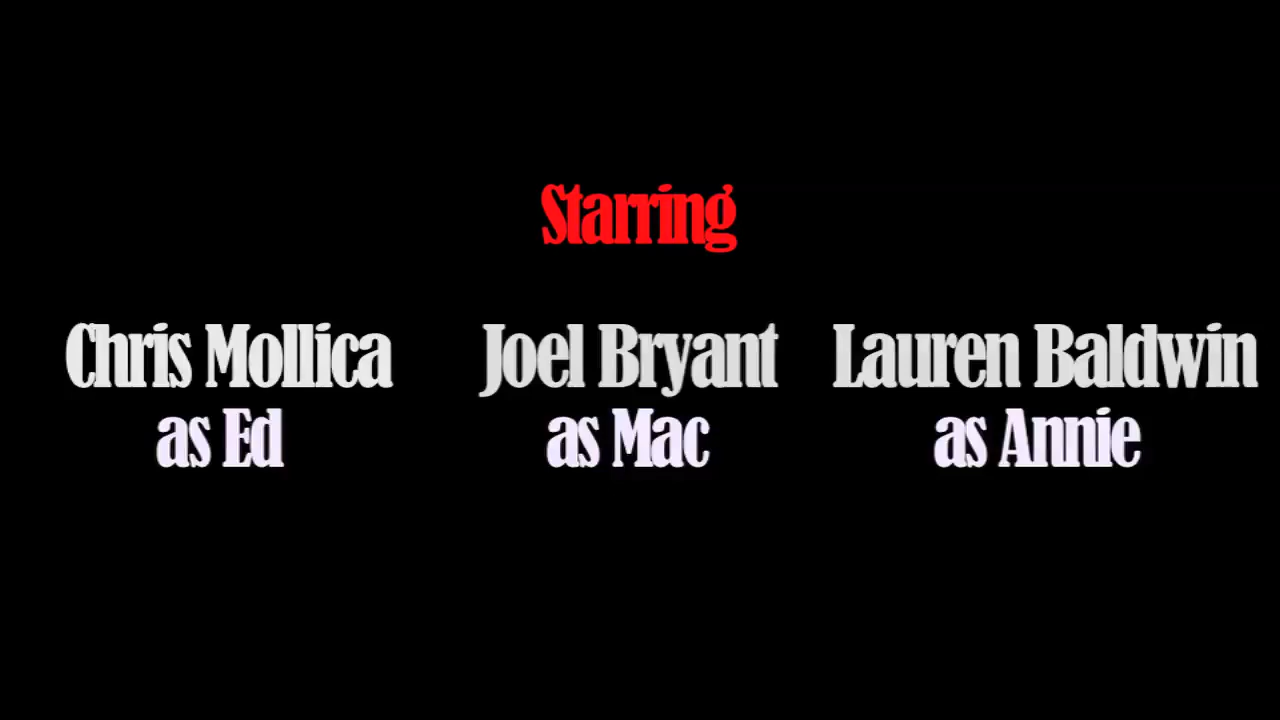 Starring
Chris Mollica Joel Bryant Lauren Baldwin
as Ed as Mac as Annie